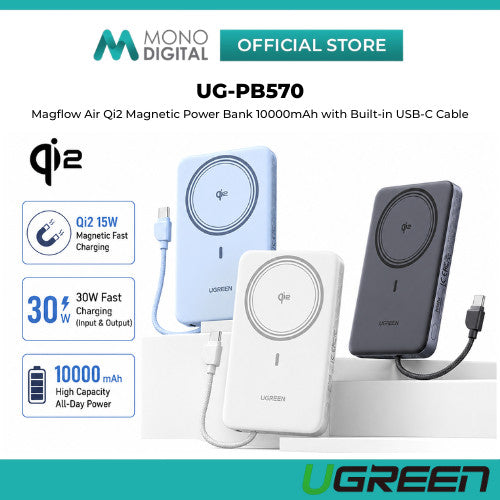 MONO
DIGITAL
OFFICIAL STORE
UG-PB570
Magflow Air Qi2 Magnetic Power Bank 10000mAh with Built-in USB-C Cable
Qi2
Qi2 15W
Magnetic Fast
Charging
30W
30W Fast
Charging
(Input & Output)
10000 mAh
High Capacity
All-Day Power
Qi2
UGREEN
Qi2
UGREEN
Qi2
UGREEN
UGREEN